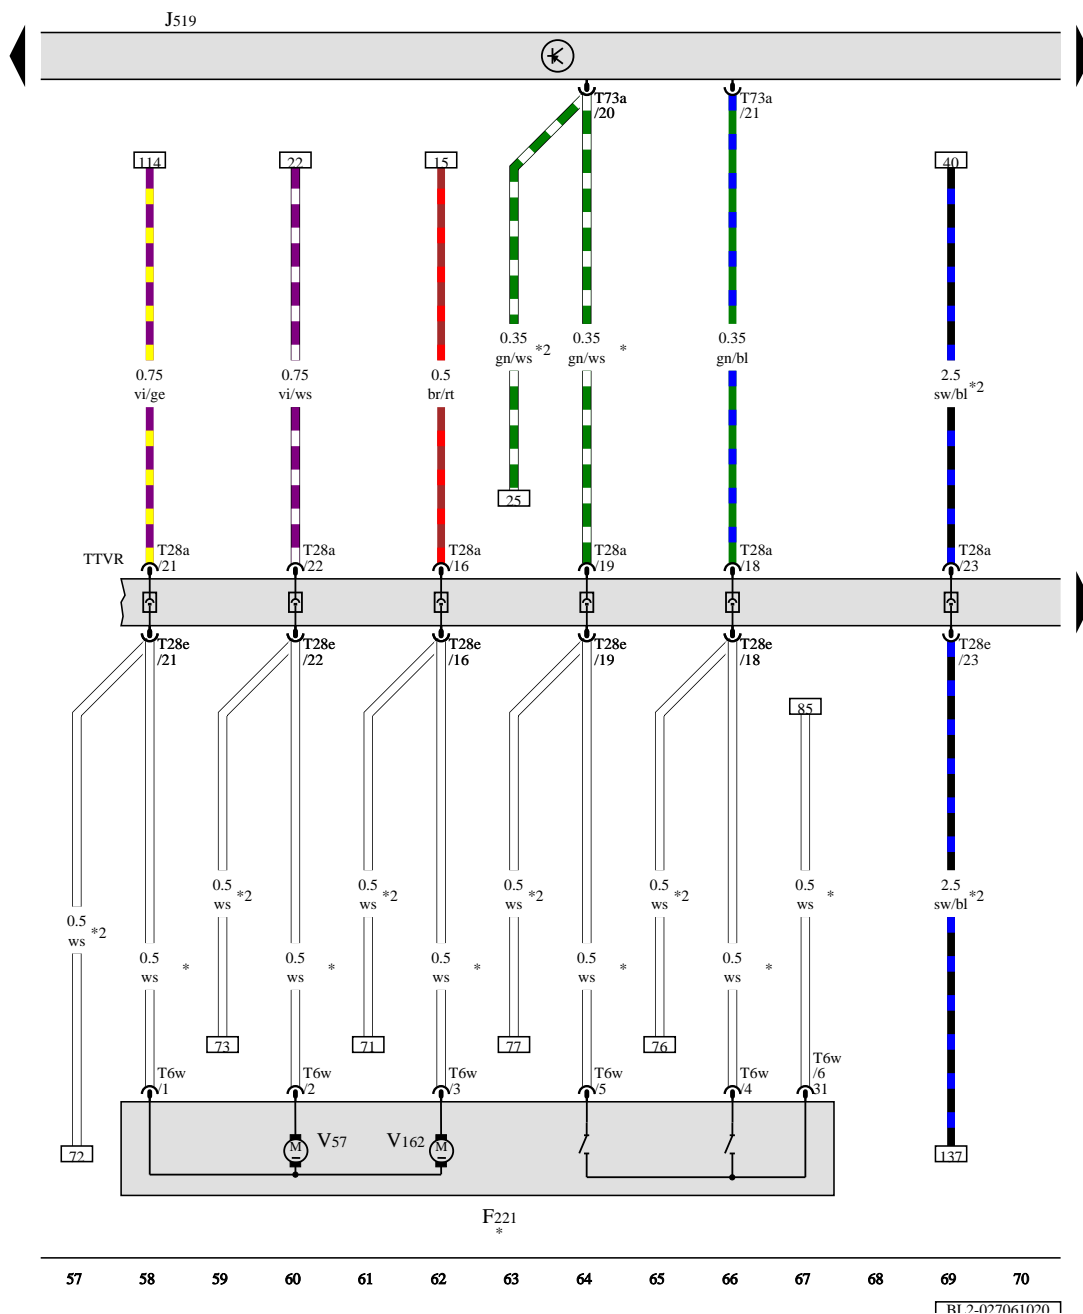 J519
T73a
/20
T73a
/21
114
22
15
40
0.35
gn/ws *2
0.35
gn/ws *
0.35
gn/bl
0.75
vi/ge
0.75
vi/ws
0.5
br/rt
2.5
sw/bl *2
25
TTVR
T28a
/21
T28a
/22
T28a
/16
T28a
/19
T28a
/18
T28a
/23
T28e
/21
T28e
/22
T28e
/16
T28e
/19
T28e
/18
T28e
/23
85
0.5
ws *2
0.5
ws *2
0.5
ws *2
0.5
ws *2
0.5
ws *
2.5
sw/bl *2
0.5
ws *2
0.5
ws *
0.5
ws *
0.5
ws *
0.5
ws *
0.5
ws *
73
71
77
76
T6w
/1
T6w
/2
T6w
/3
T6w
/5
T6w
/4
T6w
/6
31
M
V57
V162
M
72
137
F221
*
57 58 59 60 61 62 63 64 65 66 67 68 69 70
BL2-027061020